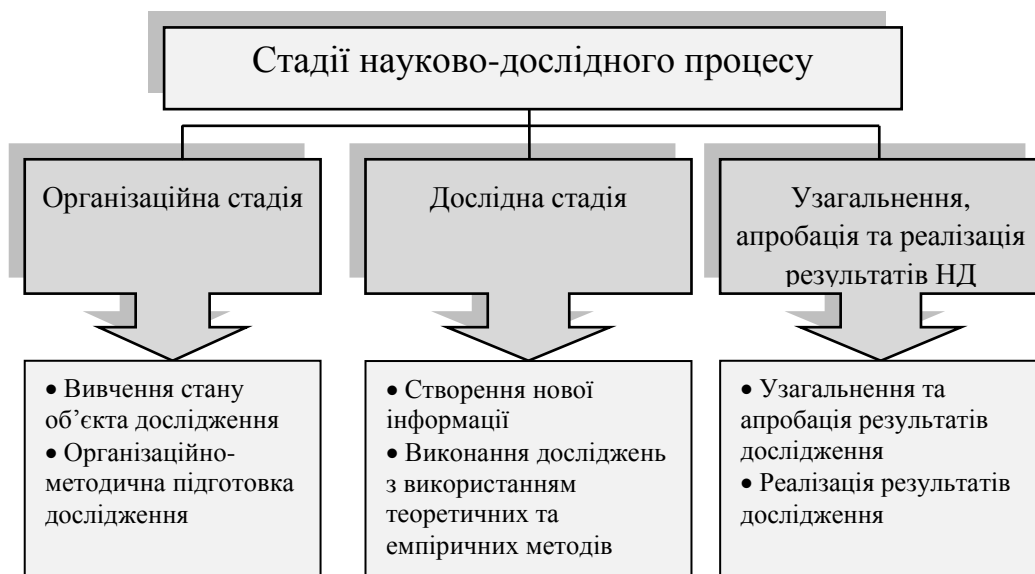 Стадії науково-дослідного процесу
Організаційна стадія
Дослідна стадія
Узагальнення,
апробація та реалізація
результатів НД
• Вивчення стану
об’єкта дослідження
• Організаційно-
методична підготовка
дослідження
• Створення нової
інформації
• Виконання досліджень
з використанням
теоретичних та
емпіричних методів
• Узагальнення та
апробація результатів
дослідження
• Реалізація результатів
дослідження